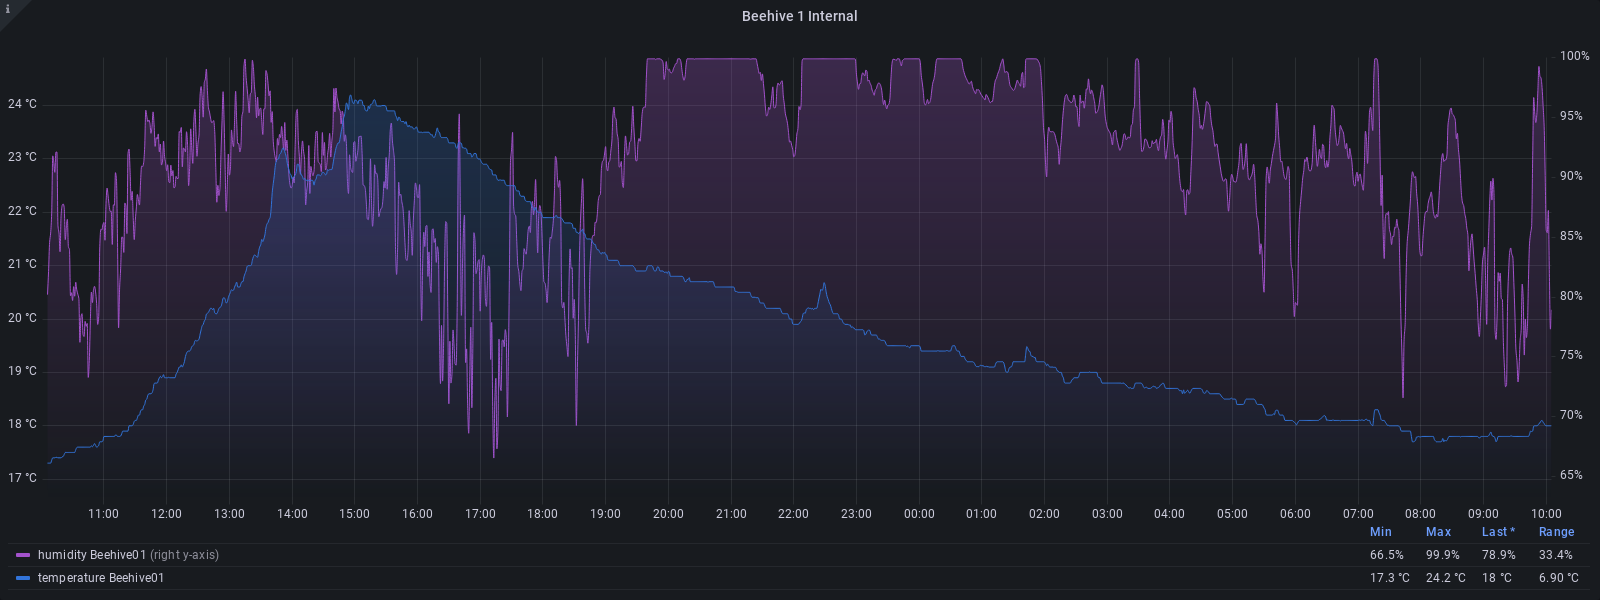 i
Beehive 1 Internal
24 °C
23 °C
22 °C
21 °C
20 °C
19 °C
18 °C
17 °C
100%
95%
90%
85%
80%
75%
70%
65%
11:00 12:00 13:00 14:00 15:00 16:00 17:00 18:00 19:00 20:00 21:00 22:00 23:00 00:00 01:00 02:00 03:00 04:00 05:00 06:00 07:00 08:00 09:00 10:00
Min Max Last * Range
humidity Beehive01 (right y-axis) 66.5% 99.9% 78.9% 33.4%
temperature Beehive01 17.3 °C 24.2 °C 18 °C 6.90 °C